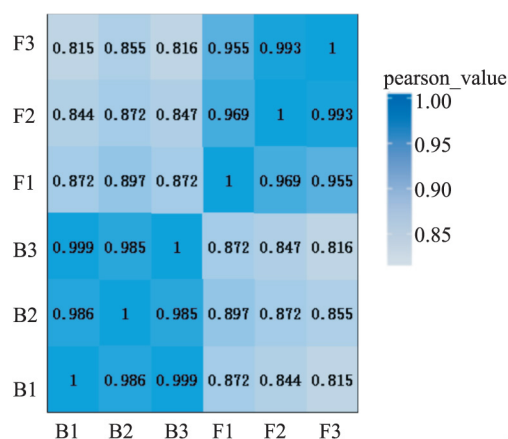 F3 0.815 0.855 0.816 0.955 0.993 1
F2 0.844 0.872 0.847 0.969 1 0.993
F1 0.872 0.897 0.872 1 0.969 0.955
B3 0.999 0.985 1 0.872 0.847 0.816
B2 0.986 1 0.985 0.897 0.872 0.855
B1 1 0.986 0.999 0.872 0.844 0.815
B1 B2 B3 F1 F2 F3
pearson_value
1.00
0.95
0.90
0.85